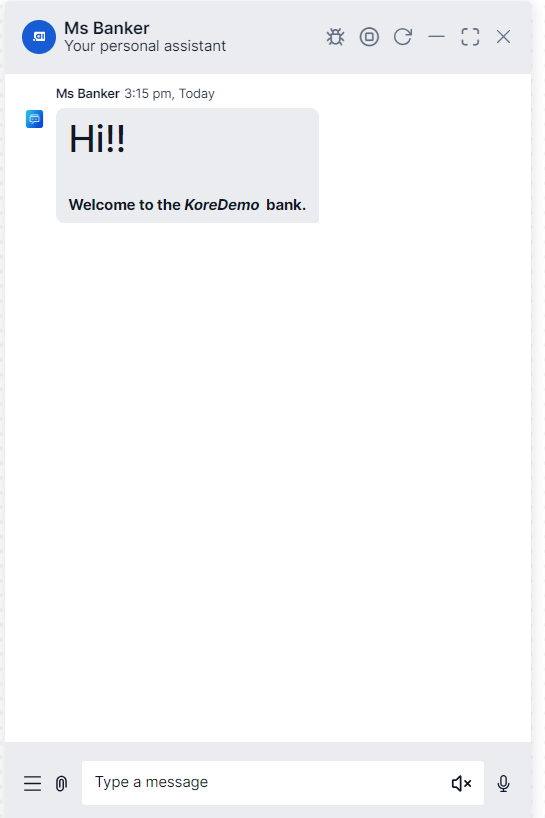 Ms Banker
Your personal assistant
Ms Banker 3:15 pm, Today
Hi!!
Welcome to the KoreDemo bank.
Type a message